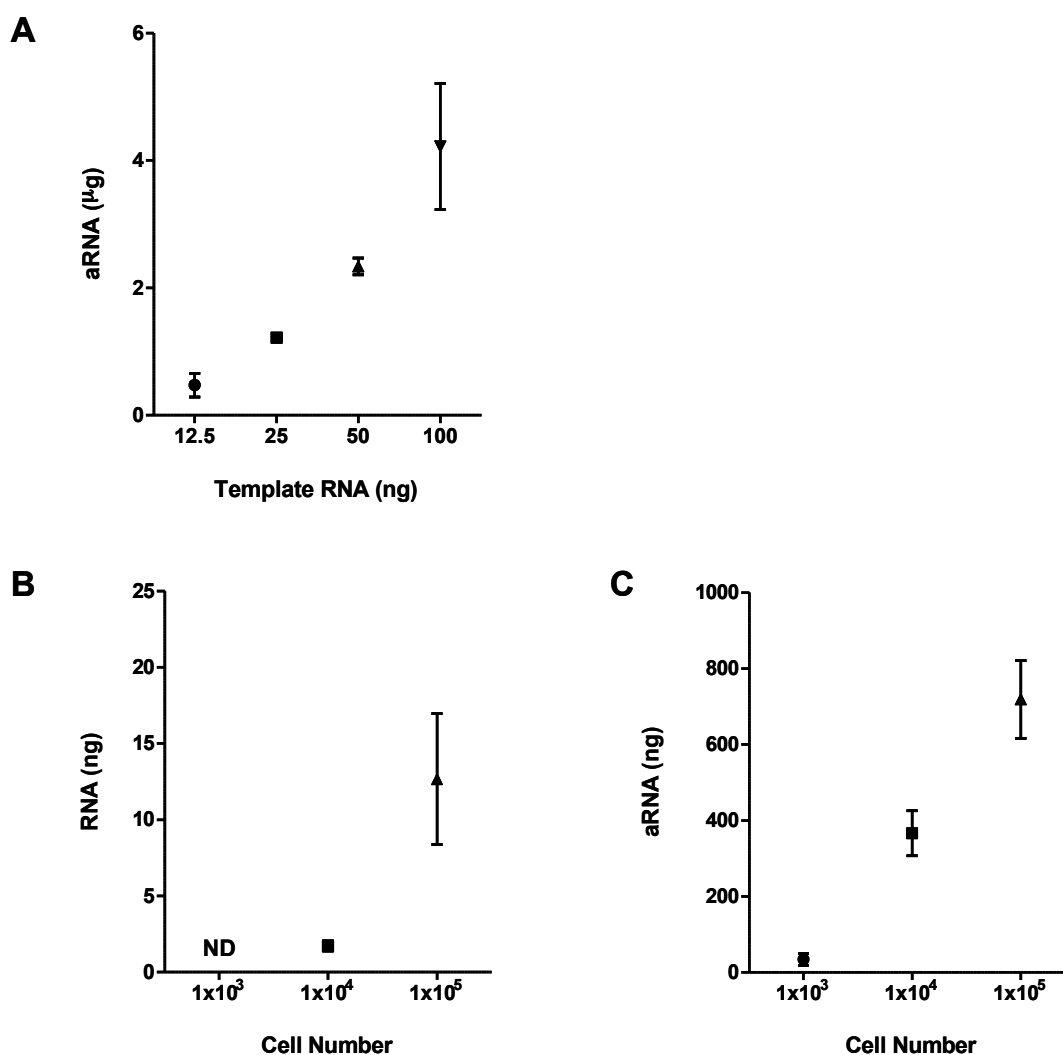 A
6
4
2
0
aRNA (µg)
12.5 25 50 100
Template RNA (ng)
B
25
20
15
10
5
0
RNA (ng)
ND
1x10³ 1x10⁴ 1x10⁵
Cell Number
C
1000
800
600
400
200
0
aRNA (ng)
1x10³ 1x10⁴ 1x10⁵
Cell Number